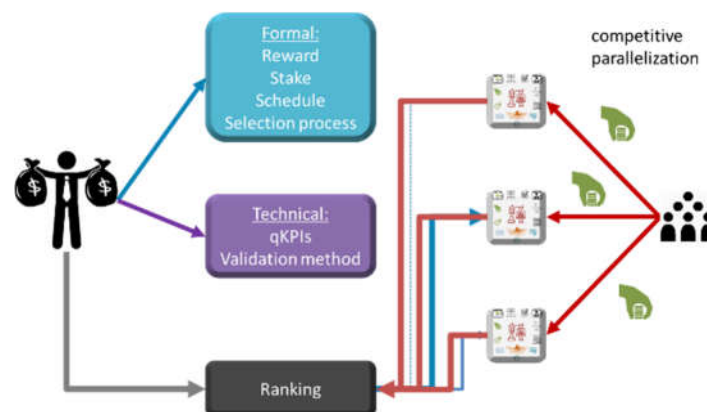 Formal:
Reward
Stake
Schedule
Selection process
competitive
parallelization
$ $
Technical:
qKPIs
Validation method
Ranking